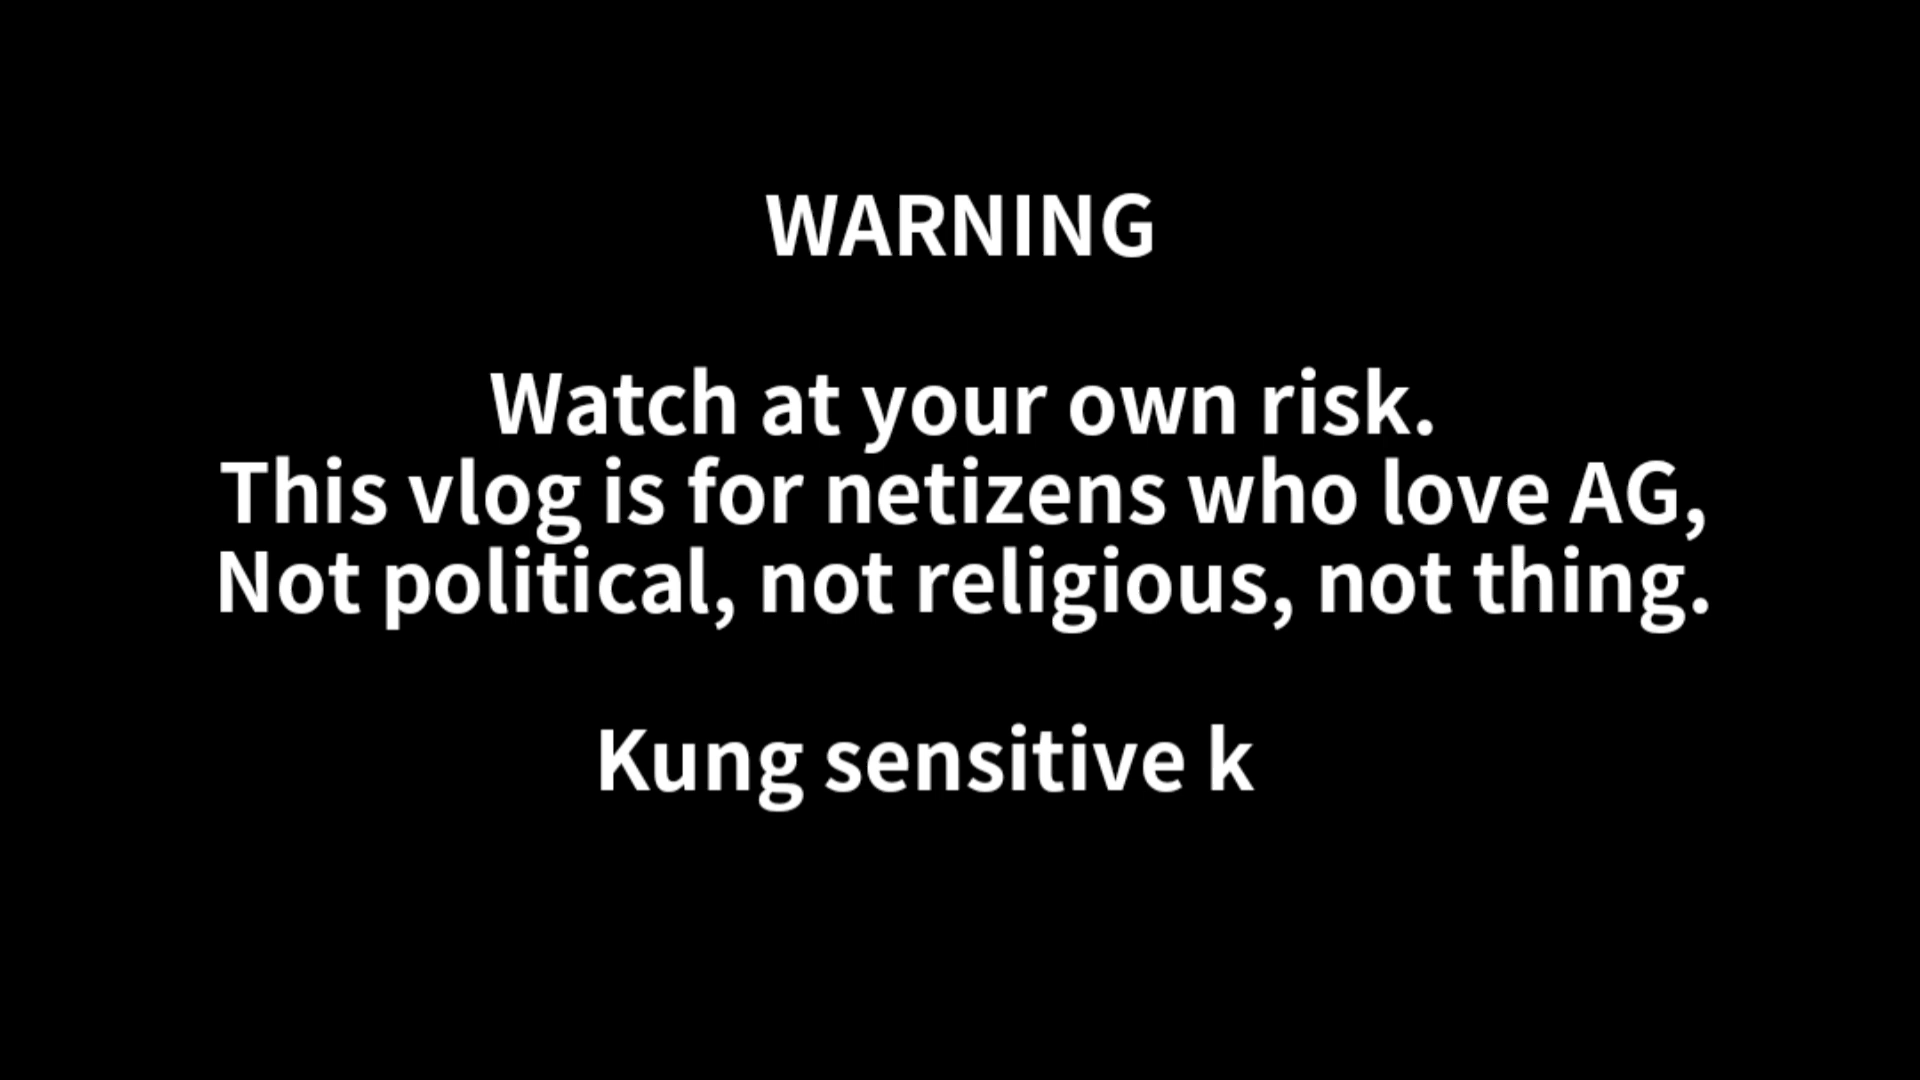 WARNING
Watch at your own risk.
This vlog is for netizens who love AG,
Not political, not religious, not thing.
Kung sensitive k